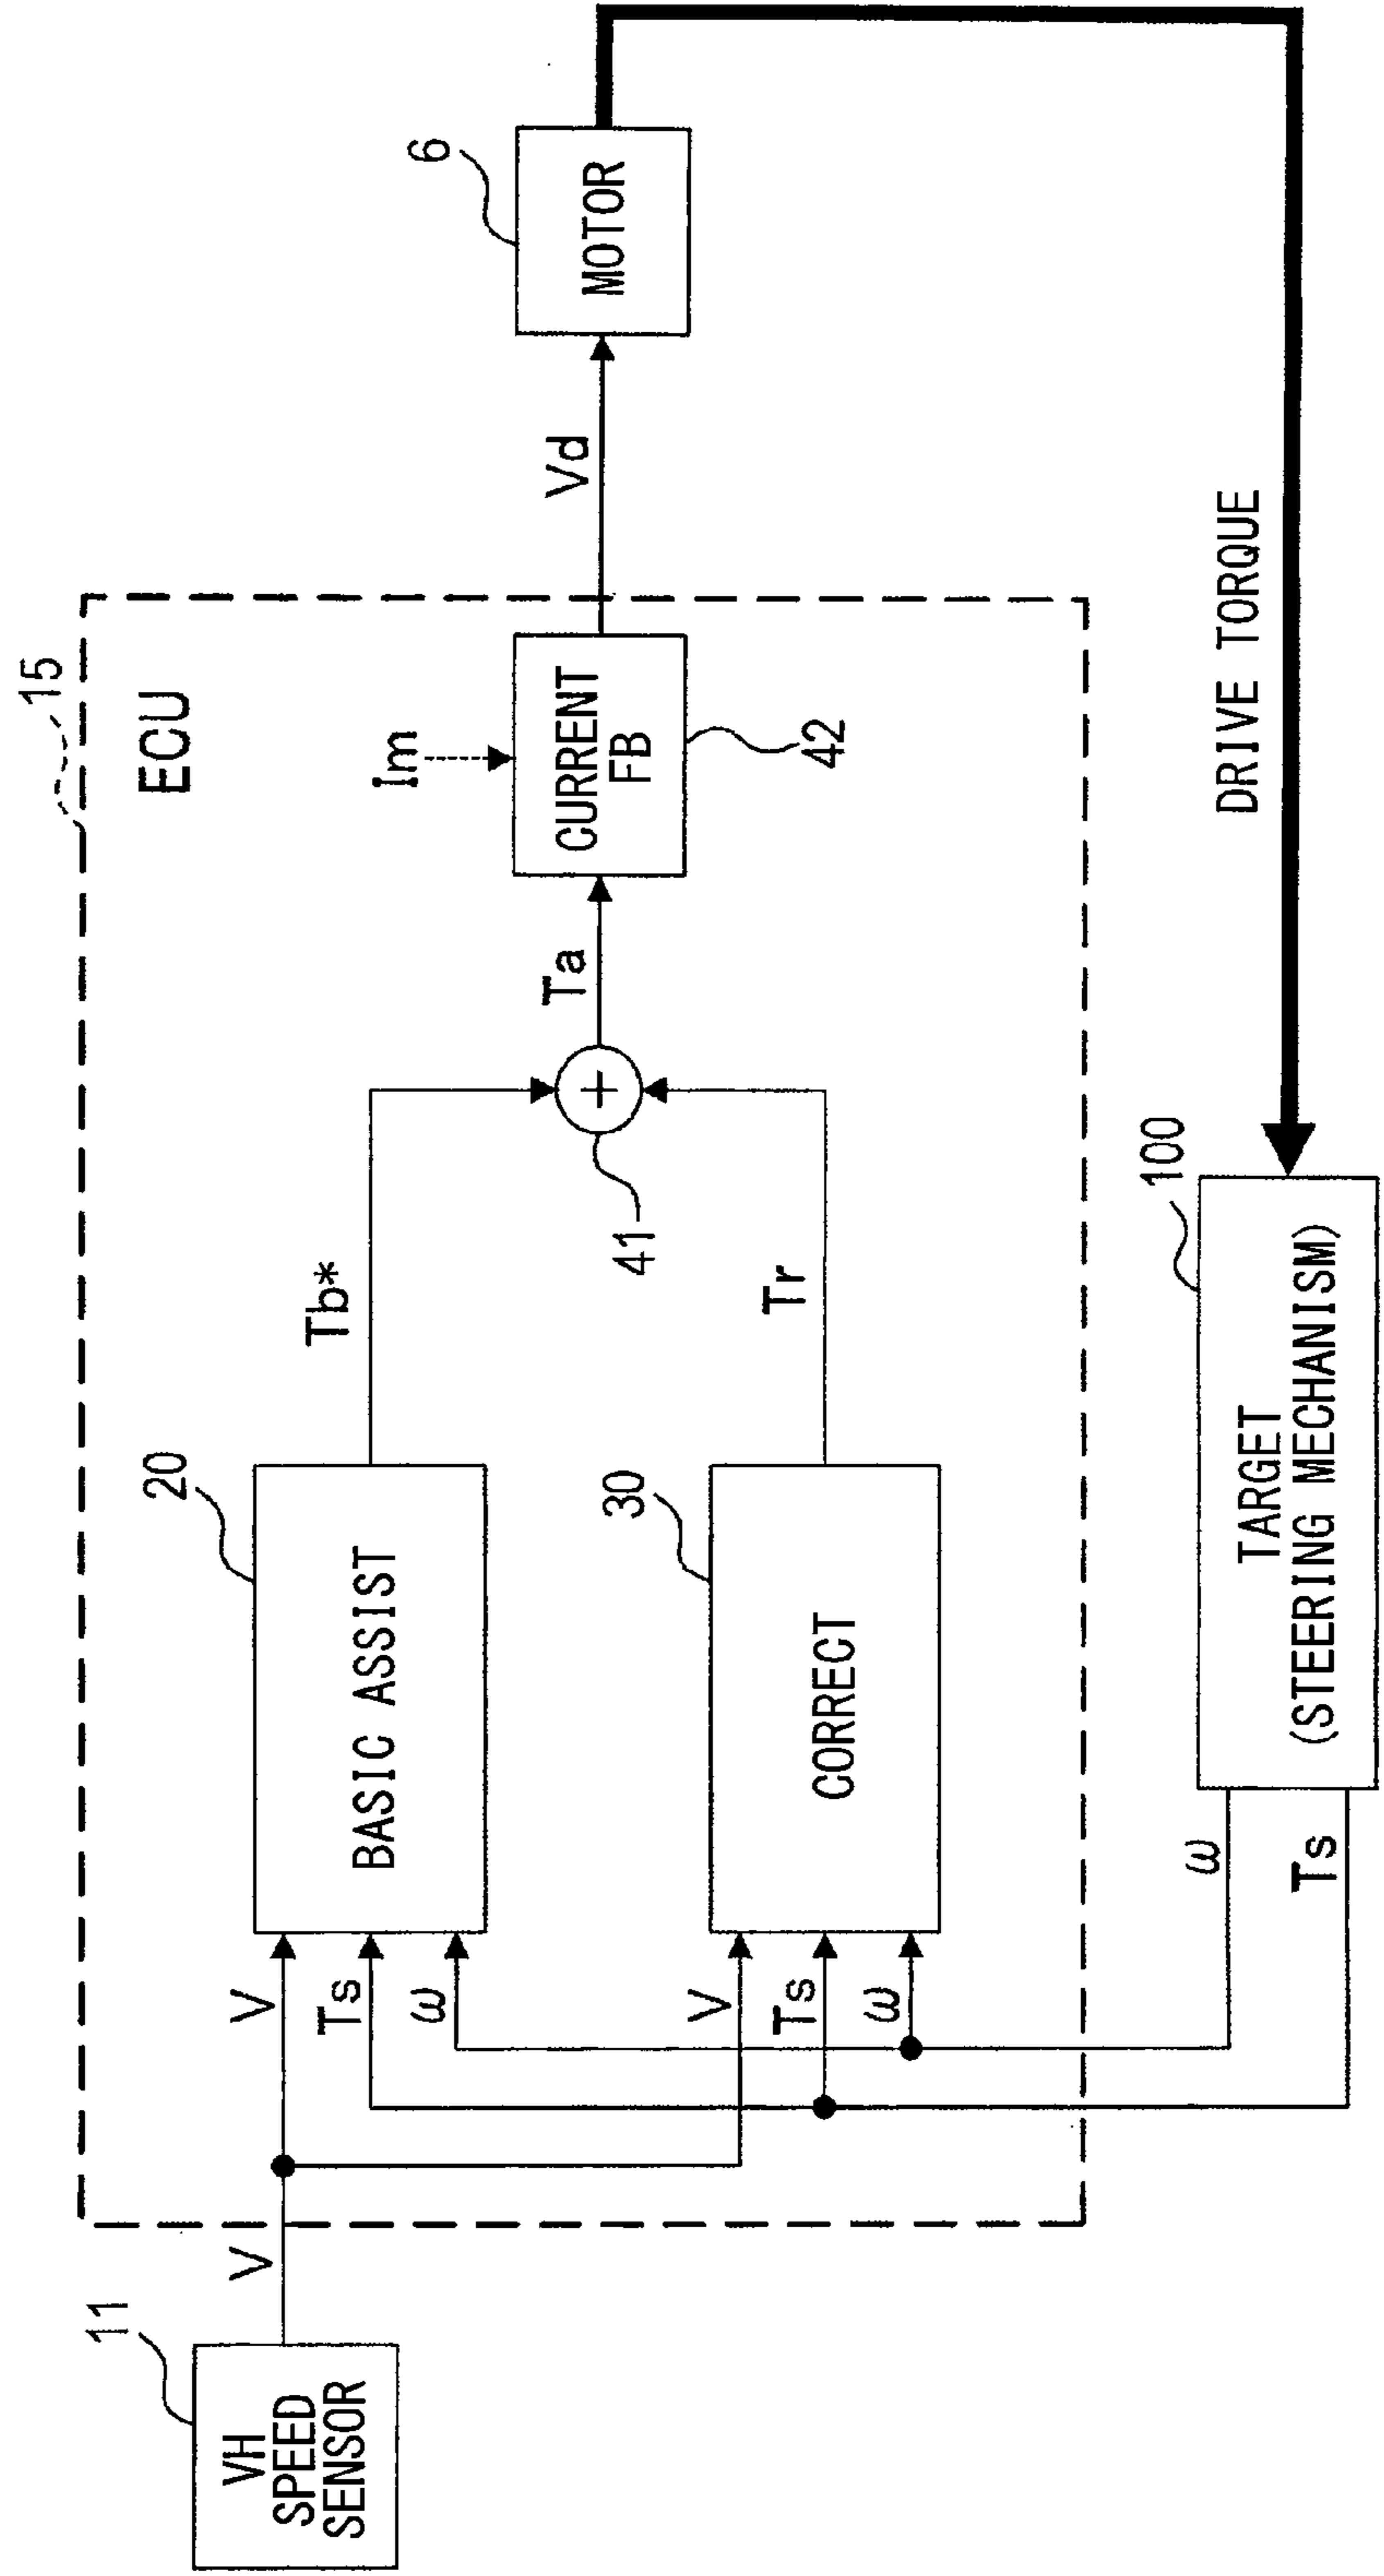 15
ECU
11
VH
SPEED
SENSOR
V
V
Ts
ω
20
BASIC ASSIST
Tb*
V
Ts
ω
30
CORRECT
Tr
41
+
Ta
Im
CURRENT
FB
42
Vd
6
MOTOR
DRIVE TORQUE
100
TARGET
(STEERING MECHANISM)
ω
Ts